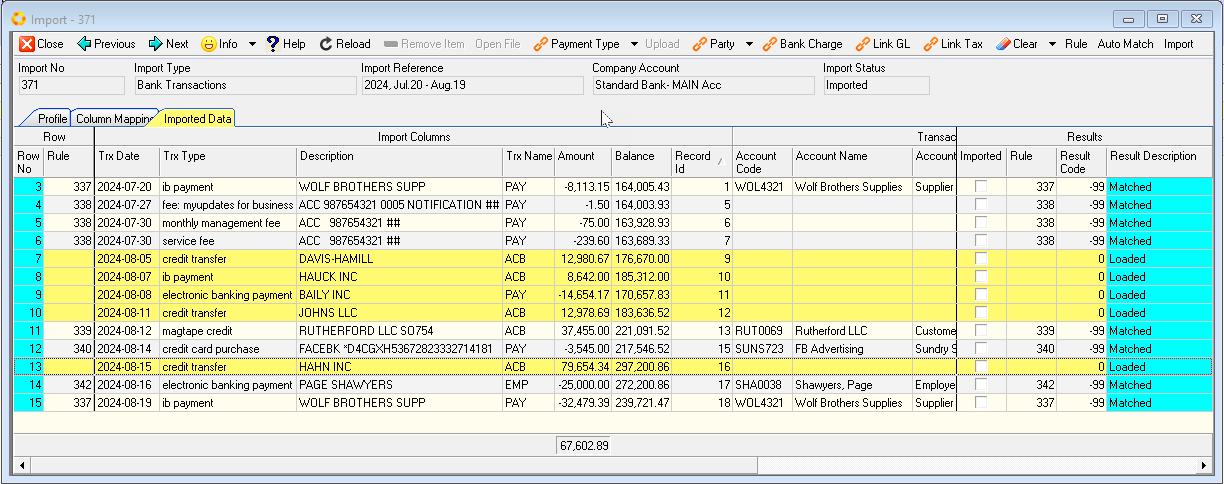 Import - 371
Close Previous Next Info Help Reload Remove Item Open File Payment Type Upload Party Bank Charge Link GL Link Tax Clear Rule Auto Match Import
Import No Import Type Import Reference Company Account Import Status
371 Bank Transactions 2024, Jul.20 - Aug.19 Standard Bank- MAIN Acc Imported
Profile Column Mapping Imported Data
Row Import Columns Transac Results
Row No Rule Trx Date Trx Type Description Trx Name Amount Balance Record Id Account Code Account Name Account Imported Rule Result Code Result Description
3 337 2024-07-20 ib payment WOLF BROTHERS SUPP PAY -8,113.15 164,005.43 1 WOL4321 Wolf Brothers Supplies Supplier 337 -99 Matched
4 338 2024-07-27 fee: myupdates for business ACC 987654321 0005 NOTIFICATION ## PAY -1.50 164,003.93 5 338 -99 Matched
5 338 2024-07-30 monthly management fee ACC 987654321 ## PAY -75.00 163,928.93 6 338 -99 Matched
6 338 2024-07-30 service fee ACC 987654321 ## PAY -239.60 163,689.33 7 338 -99 Matched
7 2024-08-05 credit transfer DAVIS-HAMILL ACB 12,980.67 176,670.00 9 0 Loaded
8 2024-08-07 ib payment HAUCK INC ACB 8,642.00 185,312.00 10 0 Loaded
9 2024-08-08 electronic banking payment BAILY INC PAY -14,654.17 170,657.83 11 0 Loaded
10 2024-08-11 credit transfer JOHNS LLC ACB 12,978.69 183,636.52 12 0 Loaded
11 339 2024-08-12 magtape credit RUTHERFORD LLC SO754 ACB 37,455.00 221,091.52 13 RUT0069 Rutherford LLC Custome 339 -99 Matched
12 340 2024-08-14 credit card purchase FACEBK *D4CGXH53672823332714181 PAY -3,545.00 217,546.52 15 SUNS723 FB Advertising Sundry S 340 -99 Matched
13 2024-08-15 credit transfer HAHN INC ACB 79,654.34 297,200.86 16 0 Loaded
14 342 2024-08-16 electronic banking payment PAGE SHAWYERS EMP -25,000.00 272,200.86 17 SHA0038 Shawyers, Page Employe 342 -99 Matched
15 337 2024-08-19 ib payment WOLF BROTHERS SUPP PAY -32,479.39 239,721.47 18 WOL4321 Wolf Brothers Supplies Supplier 337 -99 Matched
67,602.89